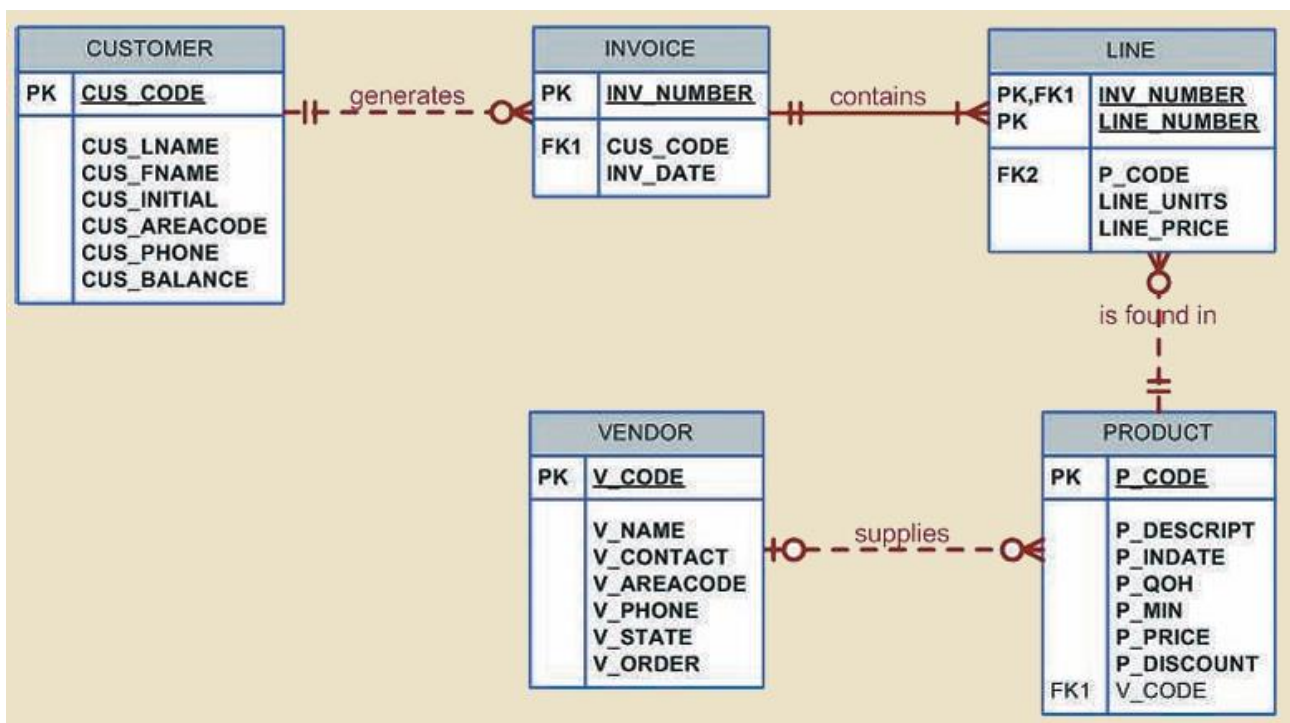 CUSTOMER
PK CUS_CODE
CUS_LNAME
CUS_FNAME
CUS_INITIAL
CUS_AREACODE
CUS_PHONE
CUS_BALANCE
generates
INVOICE
PK INV_NUMBER
FK1 CUS_CODE
INV_DATE
contains
LINE
PK,FK1 INV_NUMBER
PK LINE_NUMBER
FK2 P_CODE
LINE_UNITS
LINE_PRICE
is found in
VENDOR
PK V_CODE
V_NAME
V_CONTACT
V_AREACODE
V_PHONE
V_STATE
V_ORDER
supplies
PRODUCT
PK P_CODE
P_DESCRIPT
P_INDATE
P_QOH
P_MIN
P_PRICE
P_DISCOUNT
FK1 V_CODE